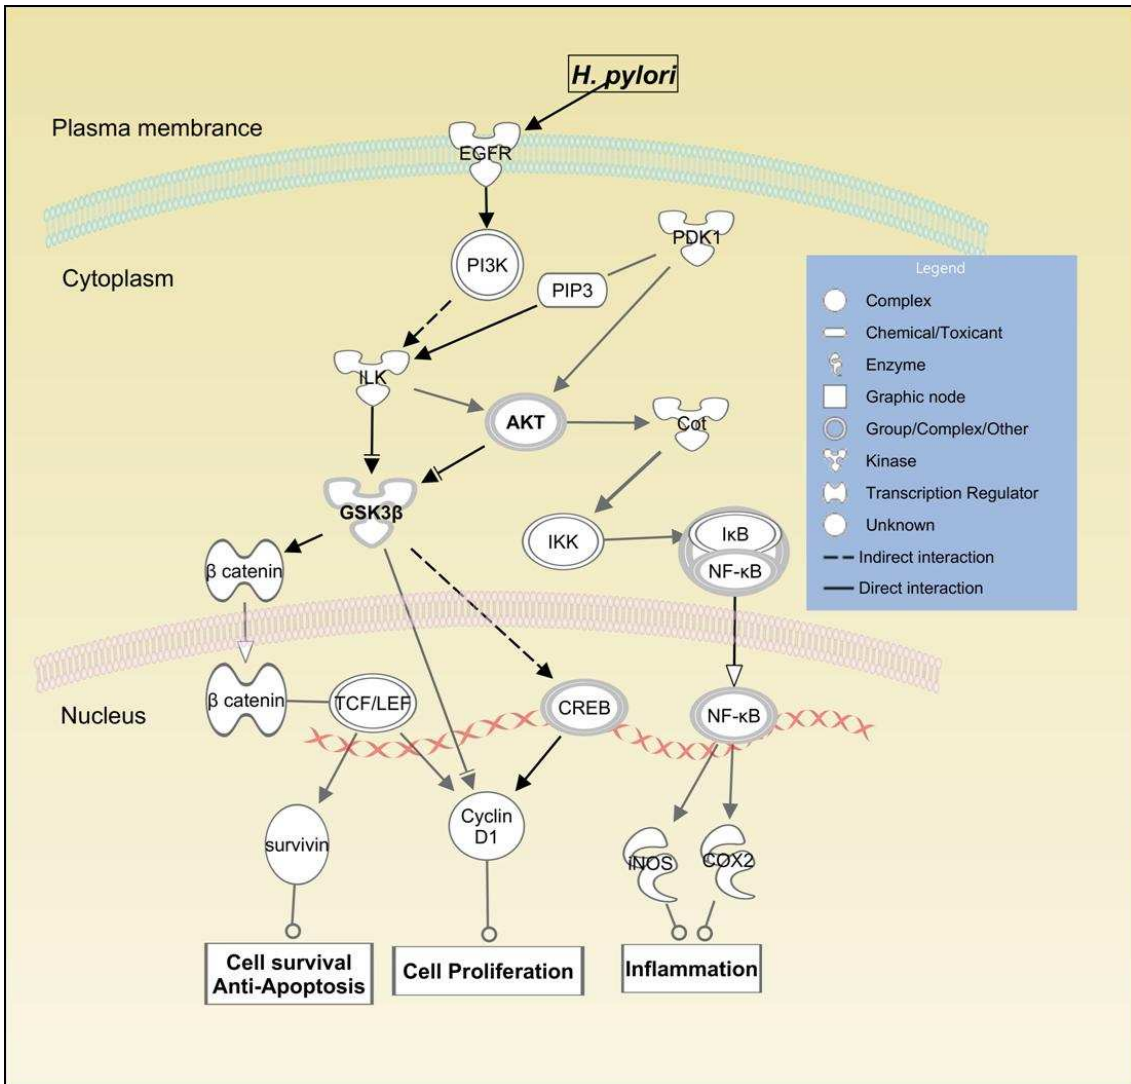 H. pylori
Plasma membrance
EGFR
Cytoplasm
PI3K
PDK1
PIP3
ILK
AKT
Cot
GSK3β
IKK
IκB
NF-κB
β catenin
Nucleus
β catenin
TCF/LEF
CREB
NF-κB
survivin
Cyclin
D1
iNOS
COX2
Cell survival
Anti-Apoptosis
Cell Proliferation
Inflammation
Legend
Complex
Chemical/Toxicant
Enzyme
Graphic node
Group/Complex/Other
Kinase
Transcription Regulator
Unknown
Indirect interaction
Direct interaction